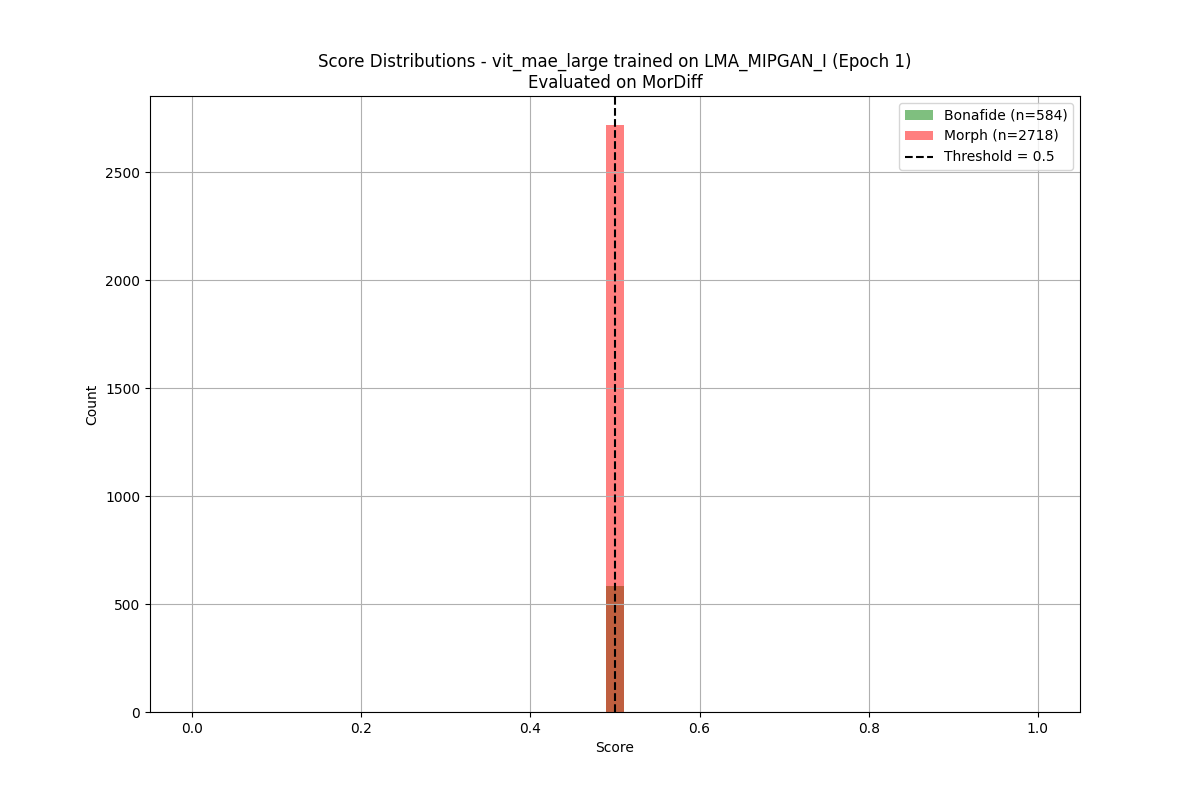 Score Distributions - vit_mae_large trained on LMA_MIPGAN_I (Epoch 1)
Evaluated on MorDiff
Bonafide (n=584)
Morph (n=2718)
Threshold = 0.5
Count
2500
2000
1500
1000
500
0
0.0 0.2 0.4 0.6 0.8 1.0
Score